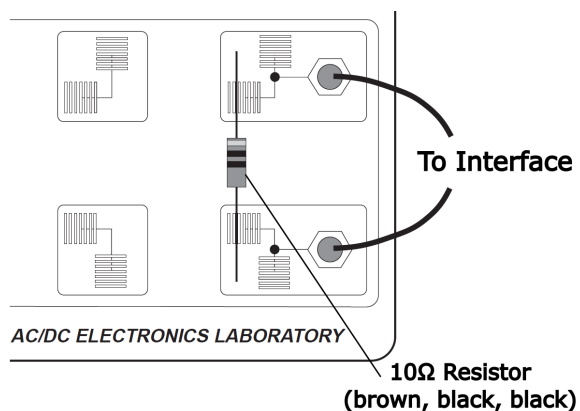 To Interface
AC/DC ELECTRONICS LABORATORY
10Ω Resistor
(brown, black, black)